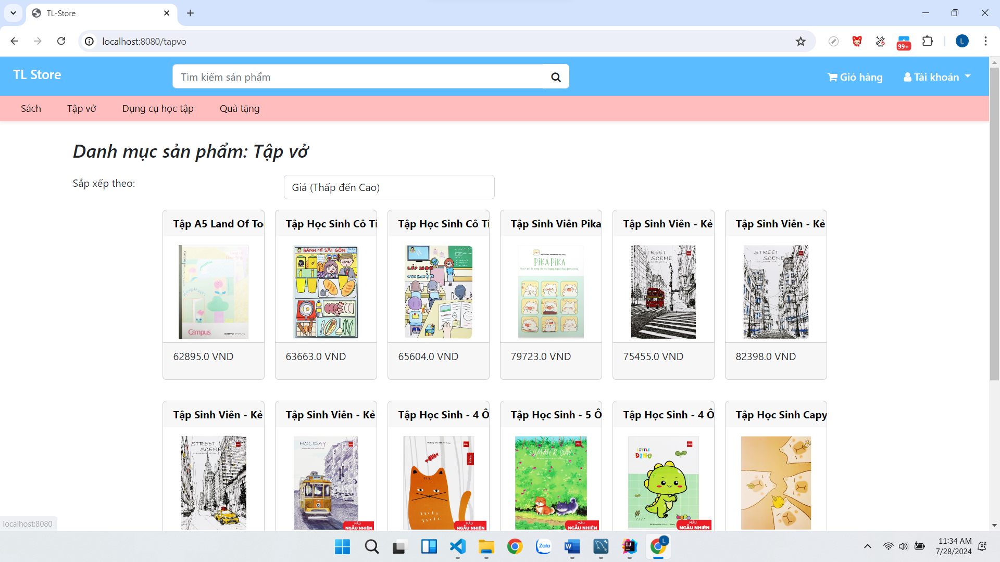 TL-Store
localhost:8080/tapvo
99+
L
TL Store
Tìm kiếm sản phẩm
Giỏ hàng
Tài khoản
Sách
Tập vở
Dụng cụ học tập
Quà tặng
Danh mục sản phẩm: Tập vở
Sắp xếp theo:
Giá (Thấp đến Cao)
Tập A5 Land Of To
Tập Học Sinh Cô Ti
Tập Học Sinh Cô Ti
Tập Sinh Viên Pika
Tập Sinh Viên - Kẻ
Tập Sinh Viên - Kẻ
Campus
BÁNH MÌ SÀI GÒN
LỚP HỌC
VUI NHỘN
PIKA PIKA
STREET
SCENE
STREET
SCENE
62895.0 VND
63663.0 VND
65604.0 VND
79723.0 VND
75455.0 VND
82398.0 VND
Tập Sinh Viên - Kẻ
Tập Sinh Viên - Kẻ
Tập Học Sinh - 4 Ô
Tập Học Sinh - 5 Ô
Tập Học Sinh - 4 Ô
Tập Học Sinh Capy
STREET
SCENE
HOLIDAY
MẪU
NGẪU NHIÊN
MẪU
NGẪU NHIÊN
SUMMER DAY
MẪU
NGẪU NHIÊN
LITTLE
DINO
MẪU
NGẪU NHIÊN
localhost:8080
Zalo
L
11:34 AM
7/28/2024